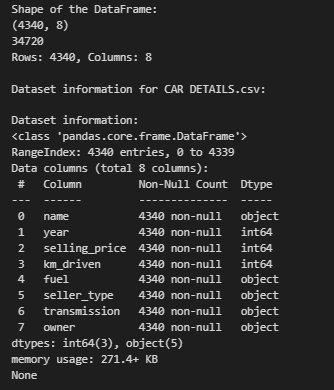 Shape of the DataFrame:
(4340, 8)
34720
Rows: 4340, Columns: 8

Dataset information for CAR DETAILS.csv:

Dataset information:
<class 'pandas.core.frame.DataFrame'>
RangeIndex: 4340 entries, 0 to 4339
Data columns (total 8 columns):
 #   Column         Non-Null Count  Dtype
---  ------         --------------  -----
 0   name           4340 non-null   object
 1   year           4340 non-null   int64
 2   selling_price  4340 non-null   int64
 3   km_driven      4340 non-null   int64
 4   fuel           4340 non-null   object
 5   seller_type    4340 non-null   object
 6   transmission   4340 non-null   object
 7   owner          4340 non-null   object
dtypes: int64(3), object(5)
memory usage: 271.4+ KB
None